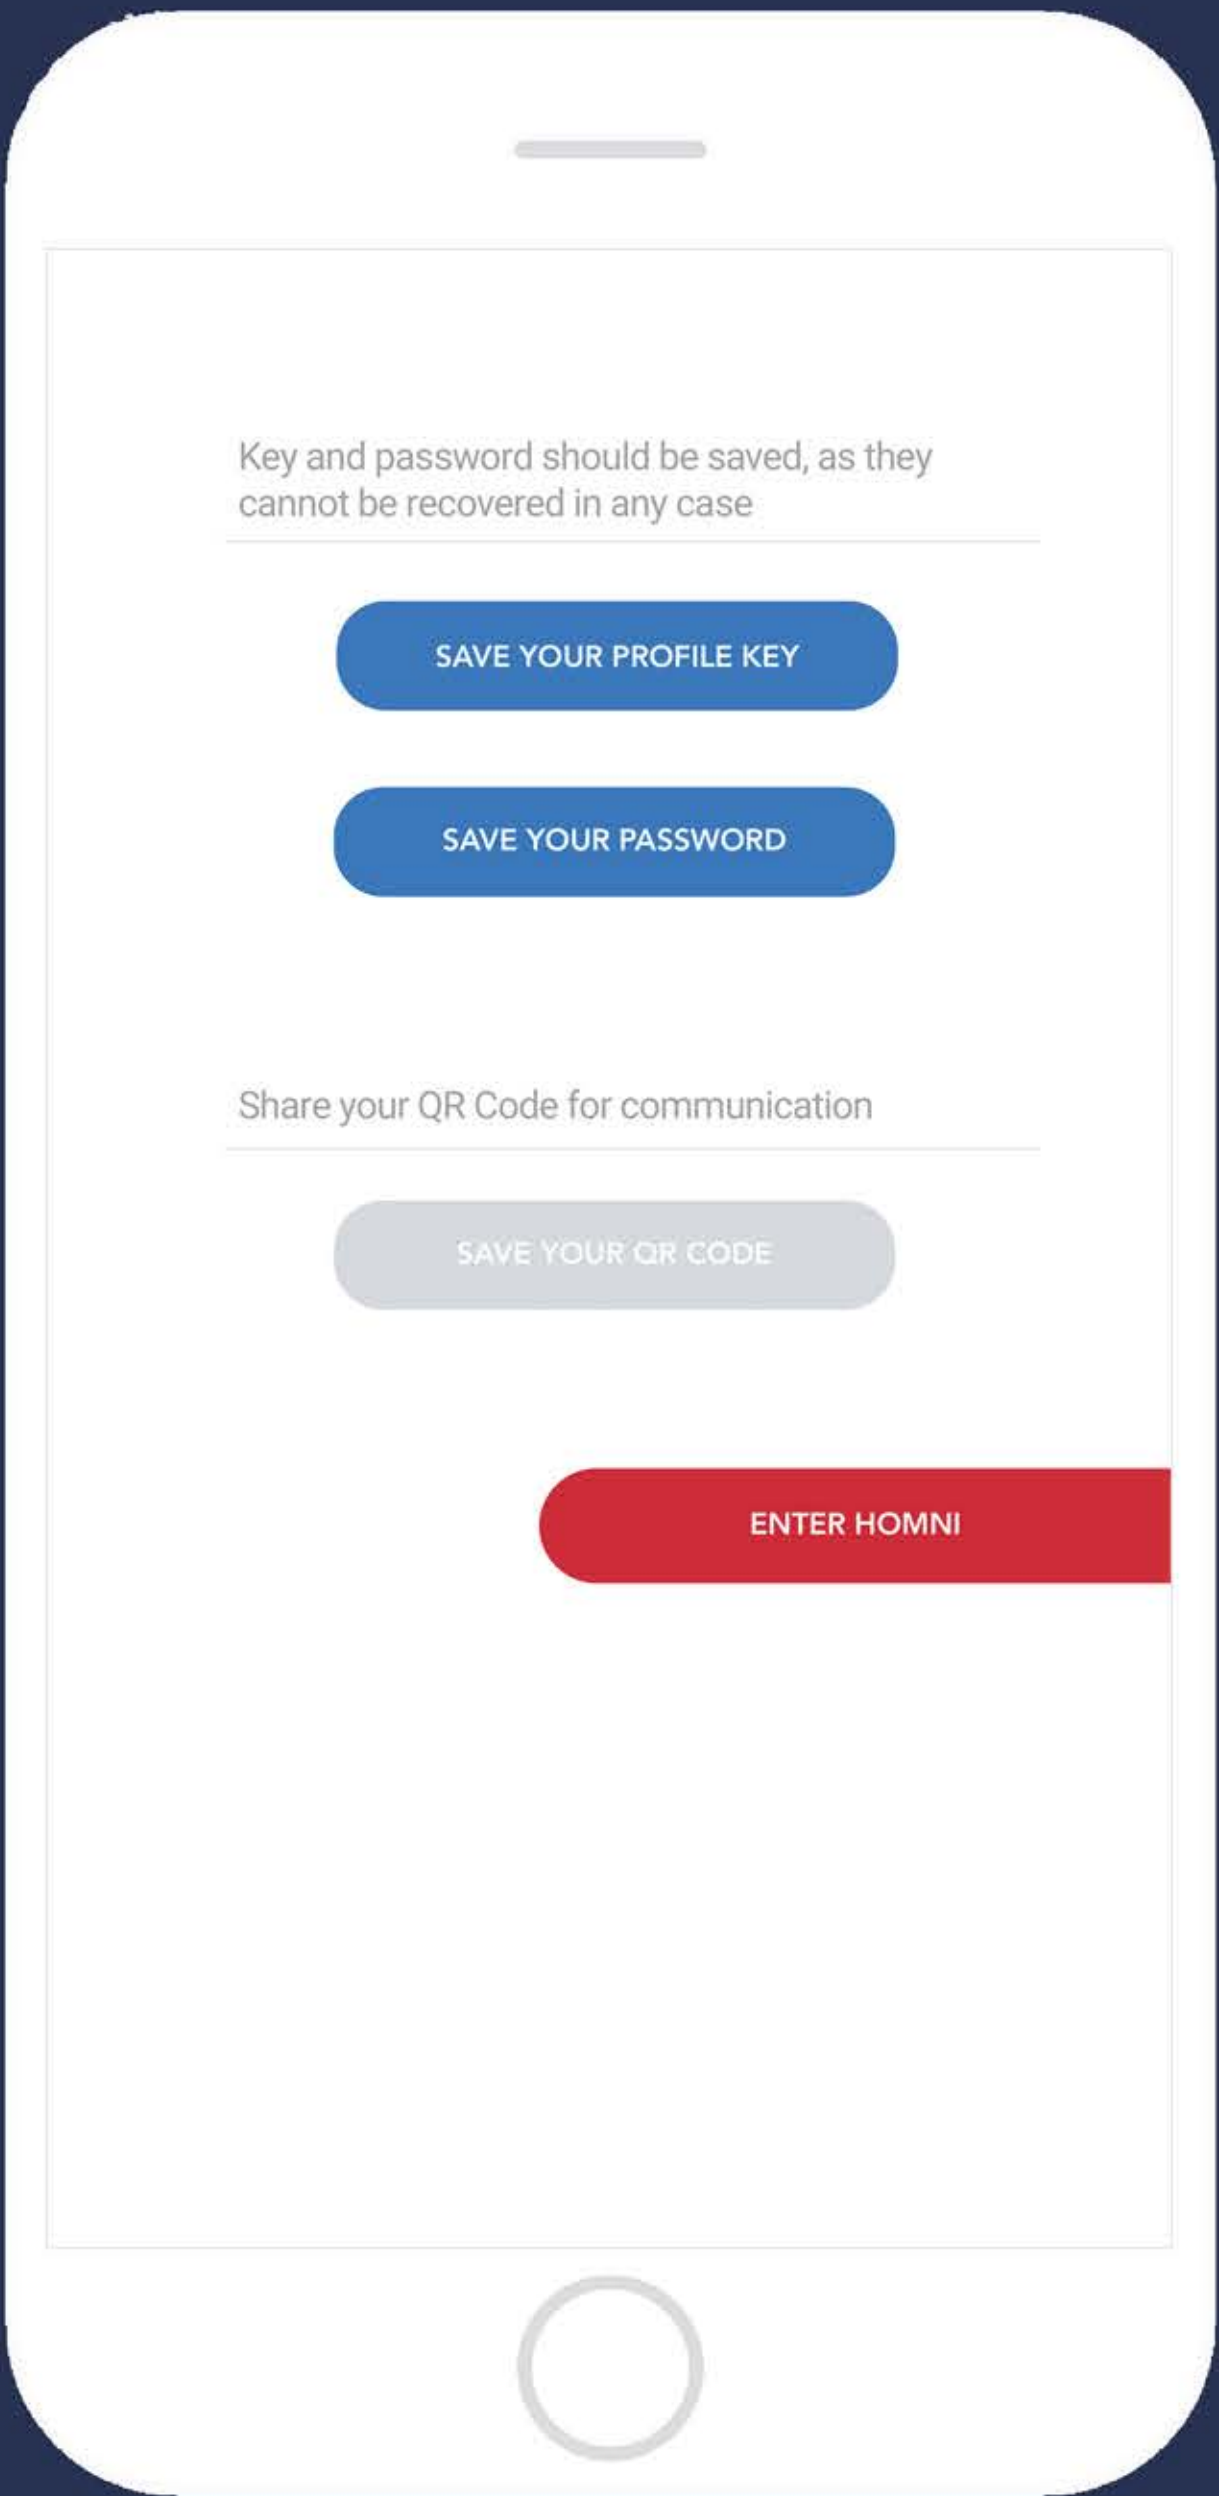 Key and password should be saved, as they
cannot be recovered in any case
SAVE YOUR PROFILE KEY
SAVE YOUR PASSWORD
Share your QR Code for communication
SAVE YOUR QR CODE
ENTER HOMNI